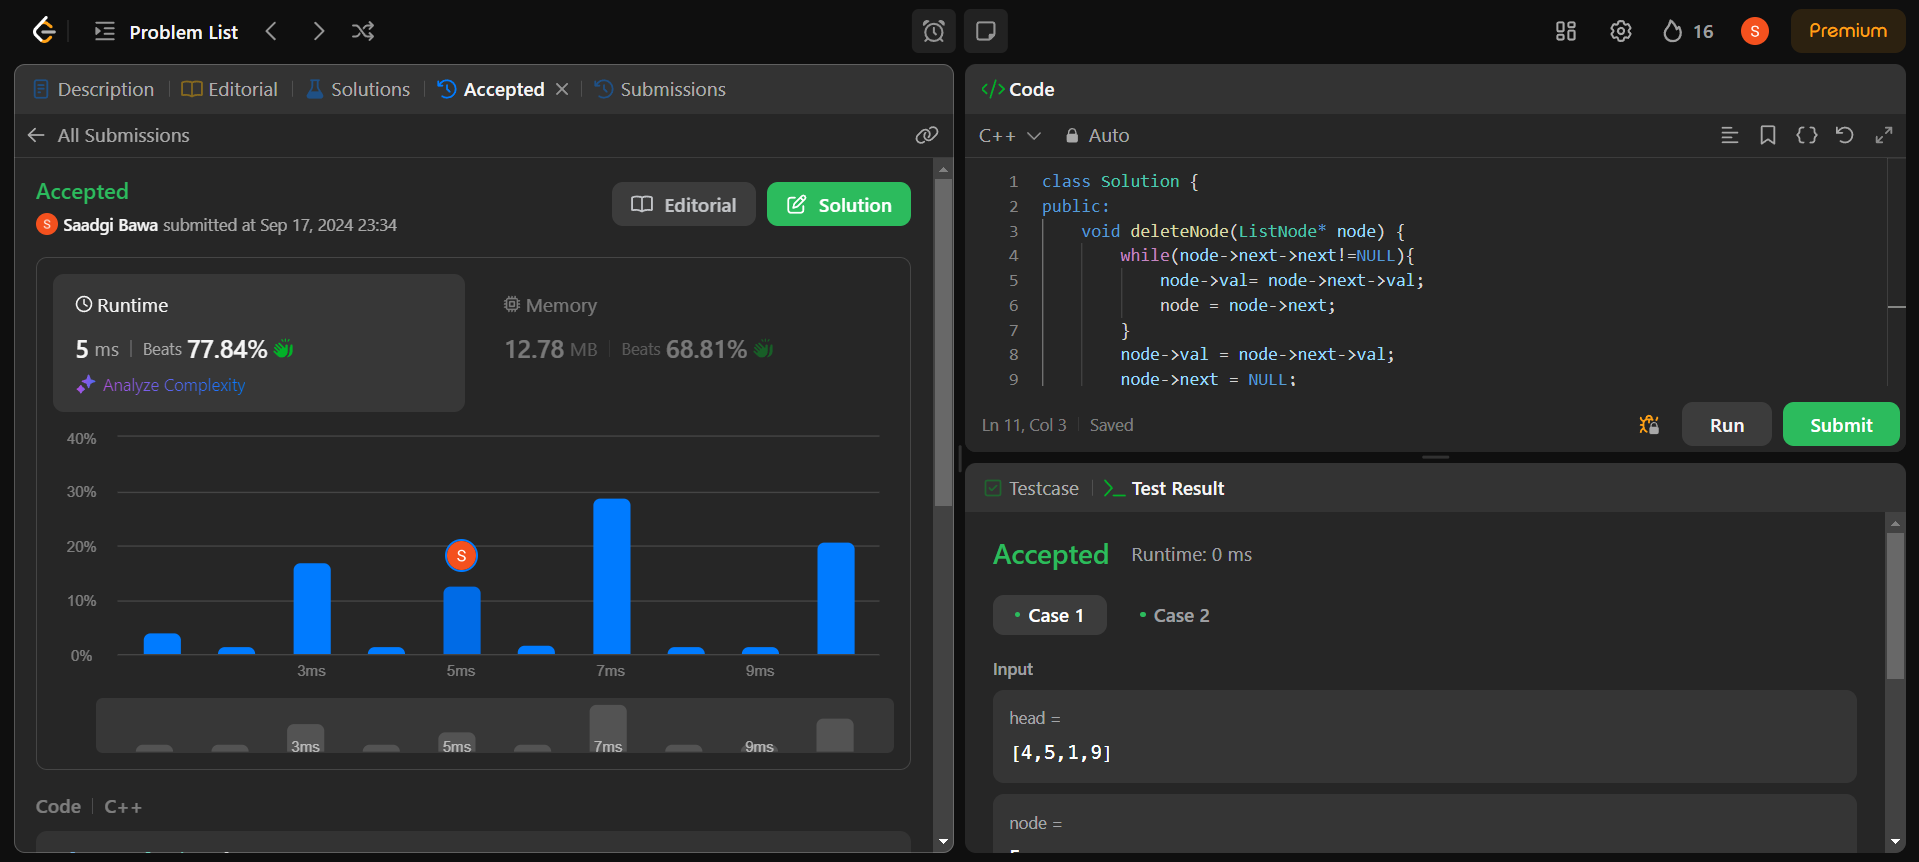 Problem List
16
S
Premium
Description
Editorial
Solutions
Accepted
Submissions
All Submissions
Accepted
S Saadgi Bawa submitted at Sep 17, 2024 23:34
Editorial
Solution
Runtime
5 ms | Beats 77.84%
Analyze Complexity
Memory
12.78 MB | Beats 68.81%
40%
30%
20%
10%
0%
S
3ms 5ms 7ms 9ms
3ms 5ms 7ms 9ms
Code | C++
</> Code
C++
Auto
1 class Solution {
2 public:
3 void deleteNode(ListNode* node) {
4 while(node->next->next!=NULL){
5 node->val= node->next->val;
6 node = node->next;
7 }
8 node->val = node->next->val;
9 node->next = NULL;
Ln 11, Col 3 | Saved
Run
Submit
Testcase
Test Result
Accepted Runtime: 0 ms
• Case 1
• Case 2
Input
head =
[4,5,1,9]
node =